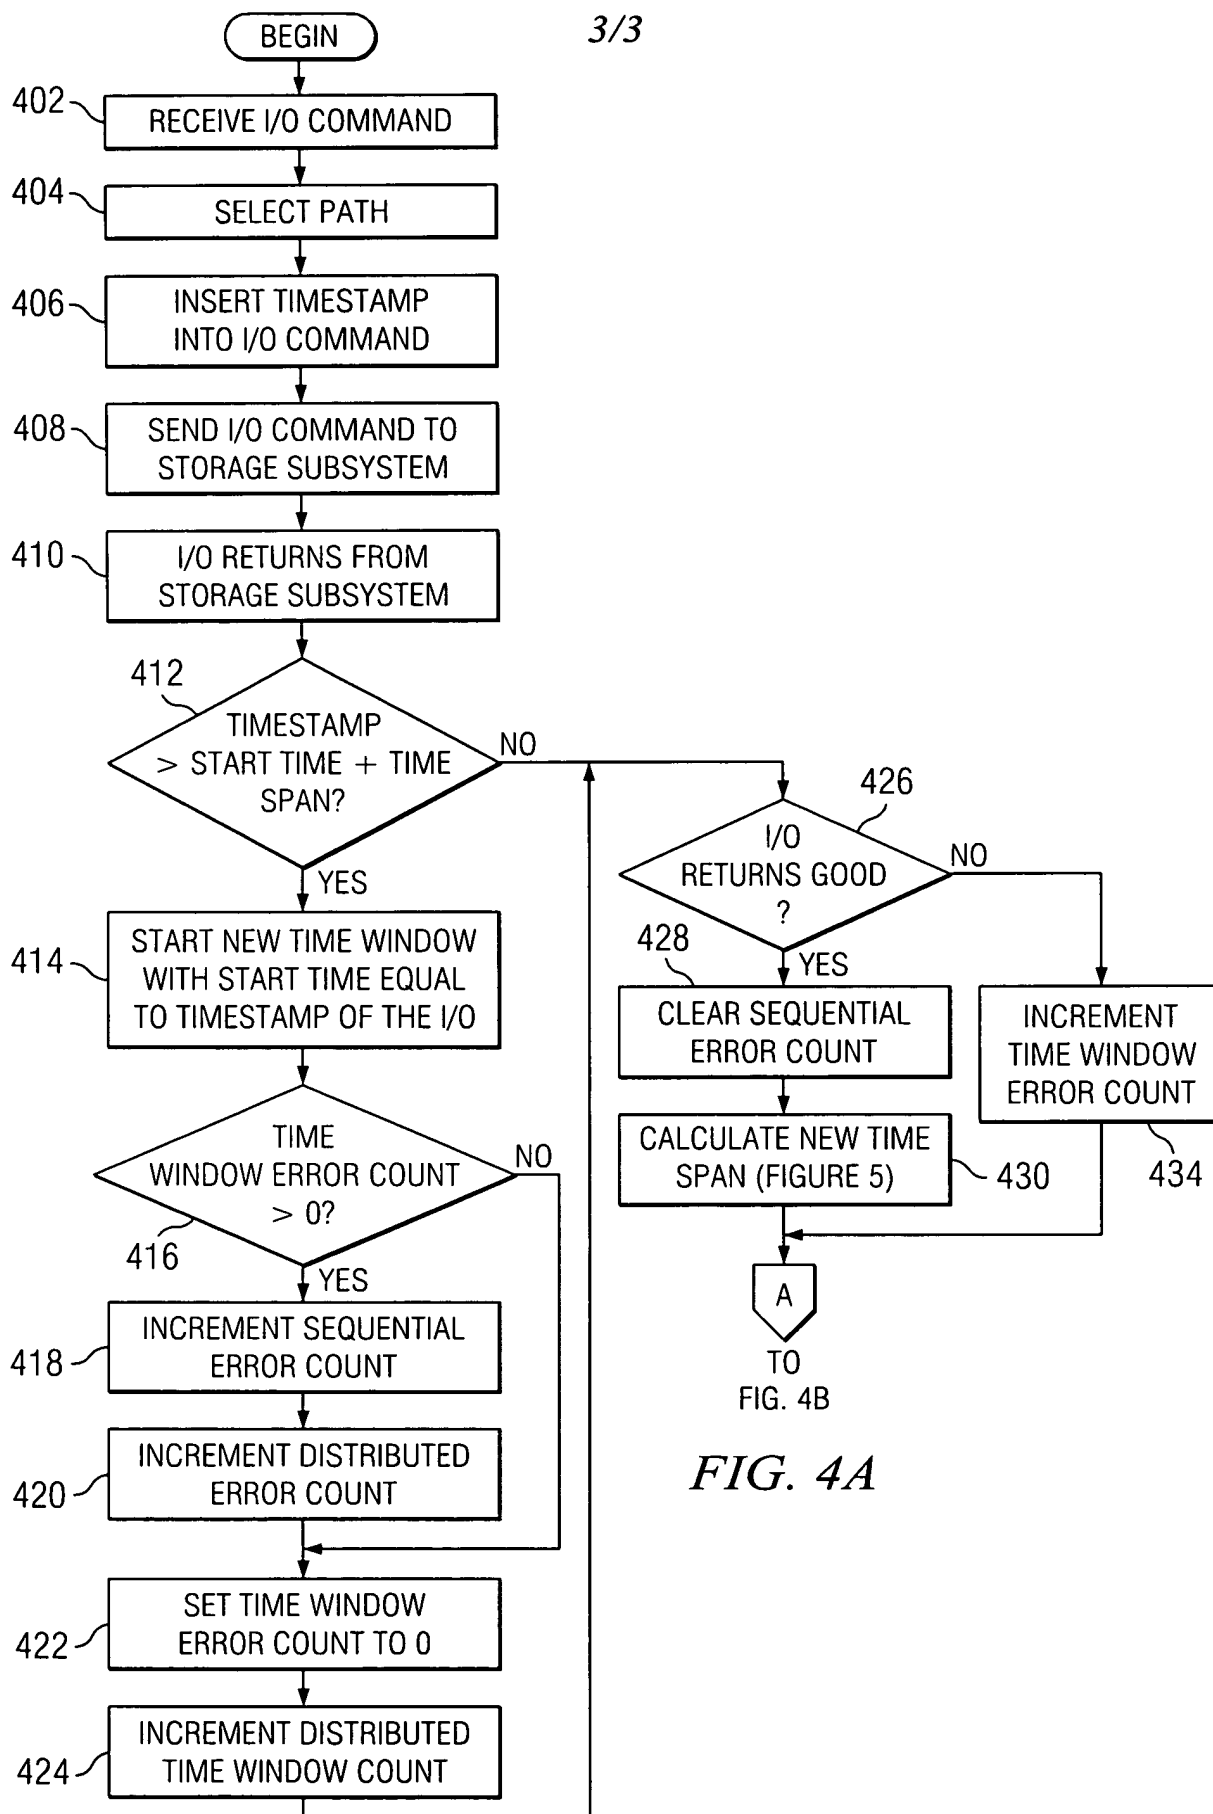 3/3
BEGIN
402
RECEIVE I/O COMMAND
404
SELECT PATH
406
INSERT TIMESTAMP
INTO I/O COMMAND
408
SEND I/O COMMAND TO
STORAGE SUBSYSTEM
410
I/O RETURNS FROM
STORAGE SUBSYSTEM
412
TIMESTAMP
> START TIME + TIME
SPAN?
NO
YES
414
START NEW TIME WINDOW
WITH START TIME EQUAL
TO TIMESTAMP OF THE I/O
TIME
WINDOW ERROR COUNT
> 0?
NO
416
YES
418
INCREMENT SEQUENTIAL
ERROR COUNT
420
INCREMENT DISTRIBUTED
ERROR COUNT
422
SET TIME WINDOW
ERROR COUNT TO 0
424
INCREMENT DISTRIBUTED
TIME WINDOW COUNT
426
I/O
RETURNS GOOD
?
NO
YES
428
CLEAR SEQUENTIAL
ERROR COUNT
CALCULATE NEW TIME
SPAN (FIGURE 5)
430
INCREMENT
TIME WINDOW
ERROR COUNT
434
A
TO
FIG. 4B
FIG. 4A